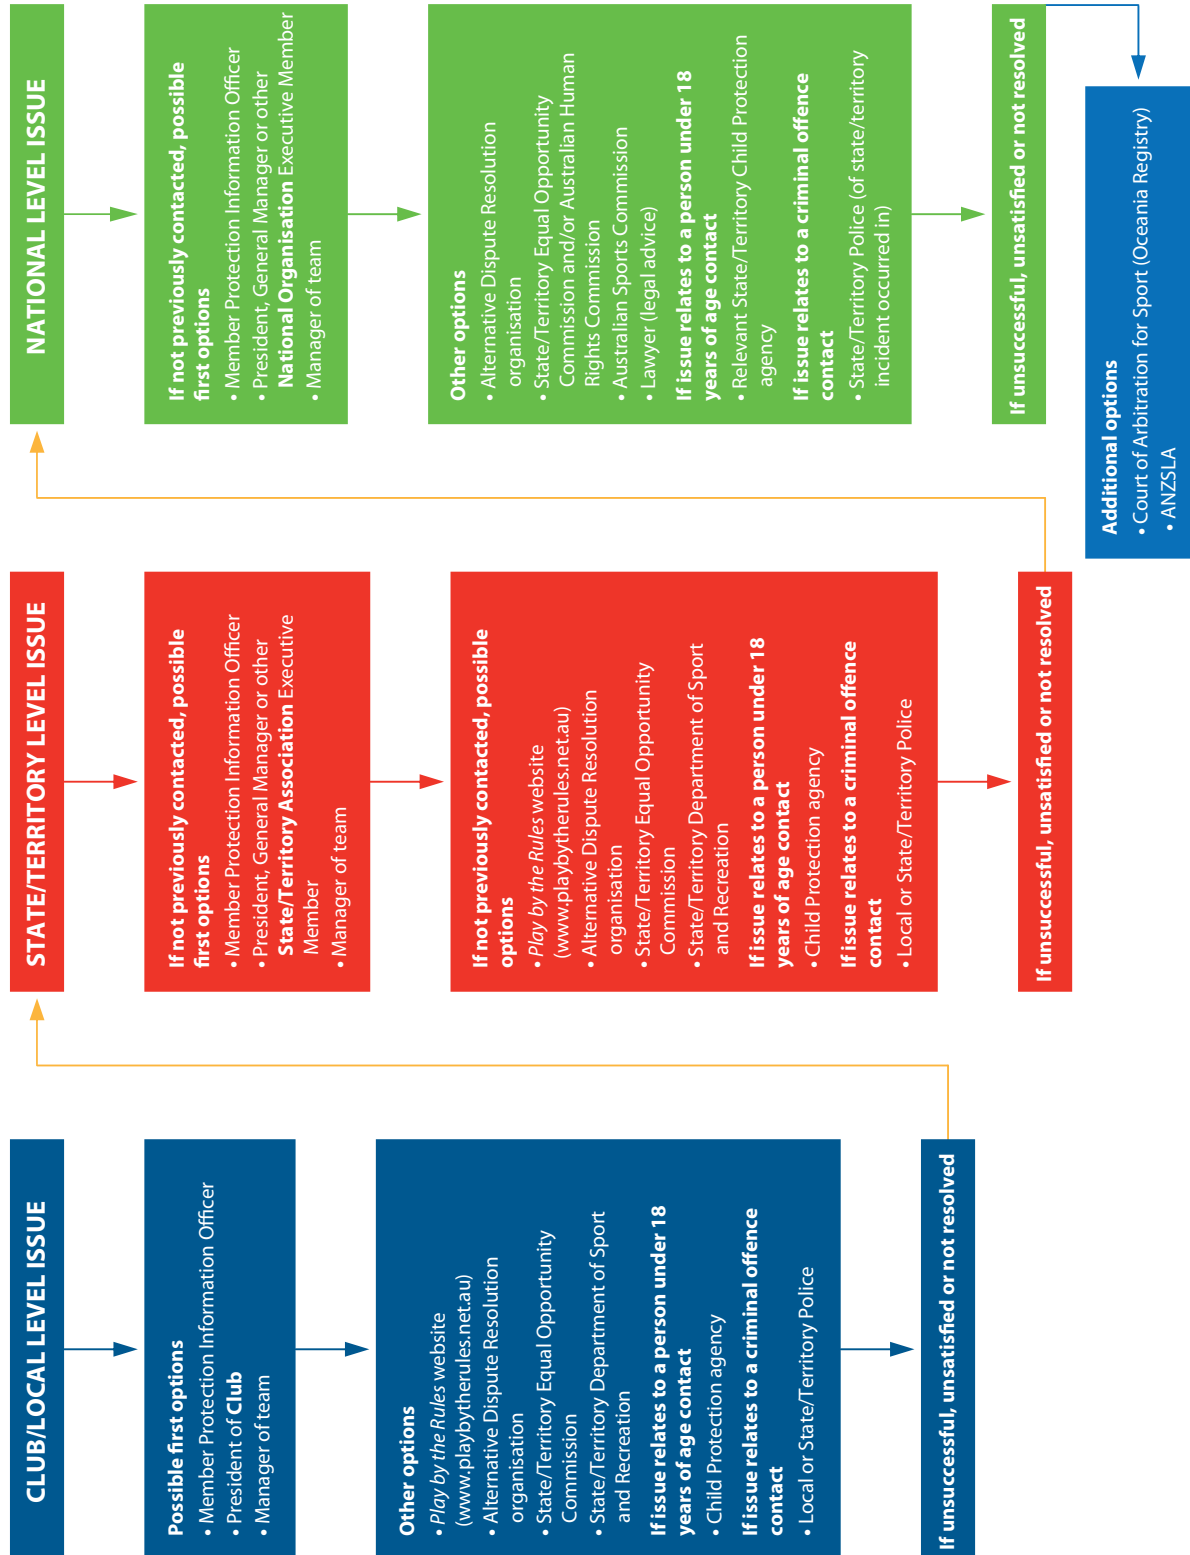 CLUB/LOCAL LEVEL ISSUE
Possible first options
• Member Protection Information Officer
• President of Club
• Manager of team
Other options
• Play by the Rules website
(www.playbytherules.net.au)
• Alternative Dispute Resolution
organisation
• State/Territory Equal Opportunity
Commission
• State/Territory Department of Sport
and Recreation
If issue relates to a person under 18
years of age contact
• Child Protection agency
If issue relates to a criminal offence
contact
• Local or State/Territory Police
If unsuccessful, unsatisfied or not resolved
STATE/TERRITORY LEVEL ISSUE
If not previously contacted, possible
first options
• Member Protection Information Officer
• President, General Manager or other
State/Territory Association Executive
Member
• Manager of team
If not previously contacted, possible
options
• Play by the Rules website
(www.playbytherules.net.au)
• Alternative Dispute Resolution
organisation
• State/Territory Equal Opportunity
Commission
• State/Territory Department of Sport
and Recreation
If issue relates to a person under 18
years of age contact
• Child Protection agency
If issue relates to a criminal offence
contact
• Local or State/Territory Police
If unsuccessful, unsatisfied or not resolved
NATIONAL LEVEL ISSUE
If not previously contacted, possible
first options
• Member Protection Information Officer
• President, General Manager or other
National Organisation Executive Member
• Manager of team
Other options
• Alternative Dispute Resolution
organisation
• State/Territory Equal Opportunity
Commission and/or Australian Human
Rights Commission
• Australian Sports Commission
• Lawyer (legal advice)
If issue relates to a person under 18
years of age contact
• Relevant State/Territory Child Protection
agency
If issue relates to a criminal offence
contact
• State/Territory Police (of state/territory
incident occurred in)
If unsuccessful, unsatisfied or not resolved
Additional options
• Court of Arbitration for Sport (Oceania Registry)
• ANZSLA